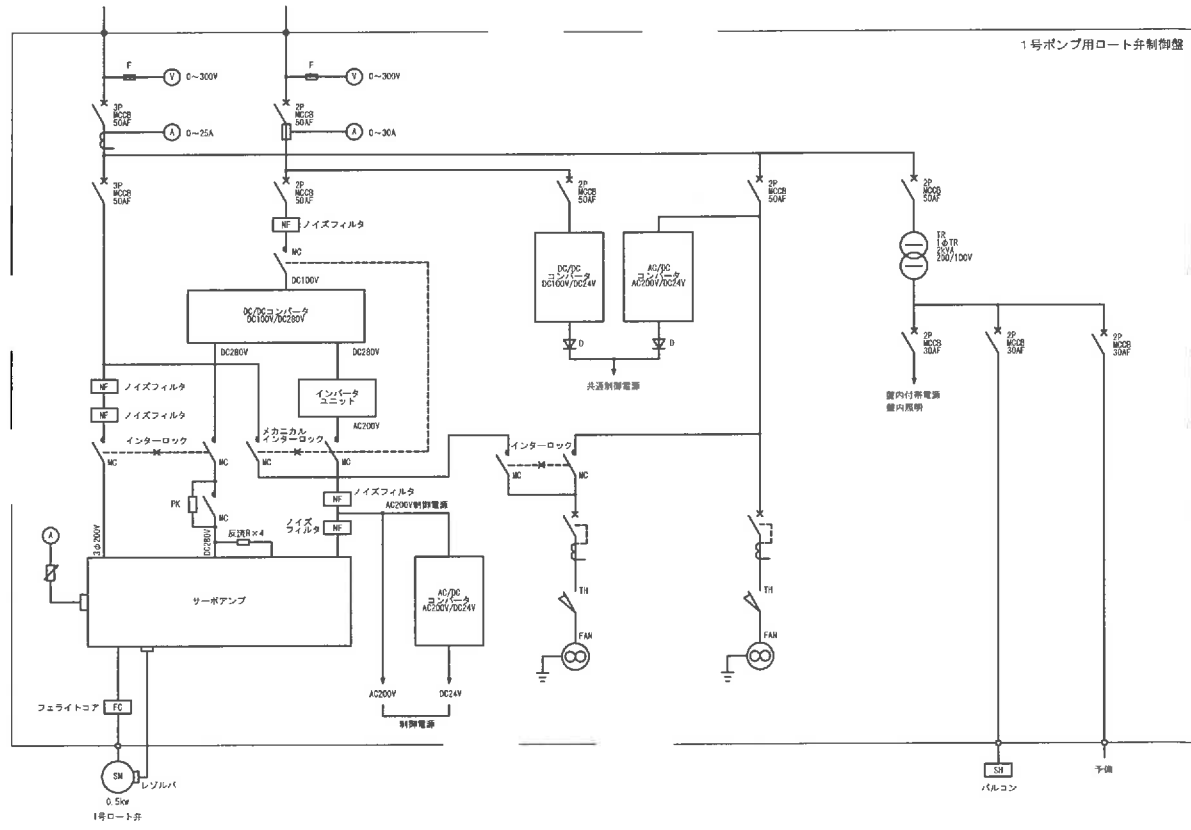 1号ポンプ用ロート弁制御盤
F
V
0～300V
F
V
0～300V
3P
MCCB
50AF
A
0～25A
2P
MCCB
50AF
A
0～30A
3P
MCCB
50AF
2P
MCCB
50AF
2P
MCCB
50AF
2P
MCCB
50AF
2P
MCCB
50AF
NF
ノイズフィルタ
MC
DC100V
DC/DC
コンバータ
DC100V/DC24V
AC/DC
コンバータ
AC200V/DC24V
TR
1φTR
2kVA
200/100V
DC/DCコンバータ
DC100V/DC280V
DC280V
DC280V
D
D
共通制御電源
2P
MCCB
30AF
2P
MCCB
30AF
2P
MCCB
30AF
盤内付帯電源
盤内照明
NF
ノイズフィルタ
NF
ノイズフィルタ
インバータ
ユニット
AC200V
インターロック
メカニカル
インターロック
インターロック
MC
MC
MC
MC
MC
MC
PK
MC
NF
ノイズフィルタ
AC200V制御電源
ノイズ
フィルタ
NF
3φ200V
DC280V
反抗R×4
A
サーボアンプ
AC/DC
コンバータ
AC200V/DC24V
TH
TH
FAN
FAN
AC200V
DC24V
制御電源
フェライトコア
FC
SM
レゾルバ
0.5kW
1号ロート弁
SH
バルコン
予備